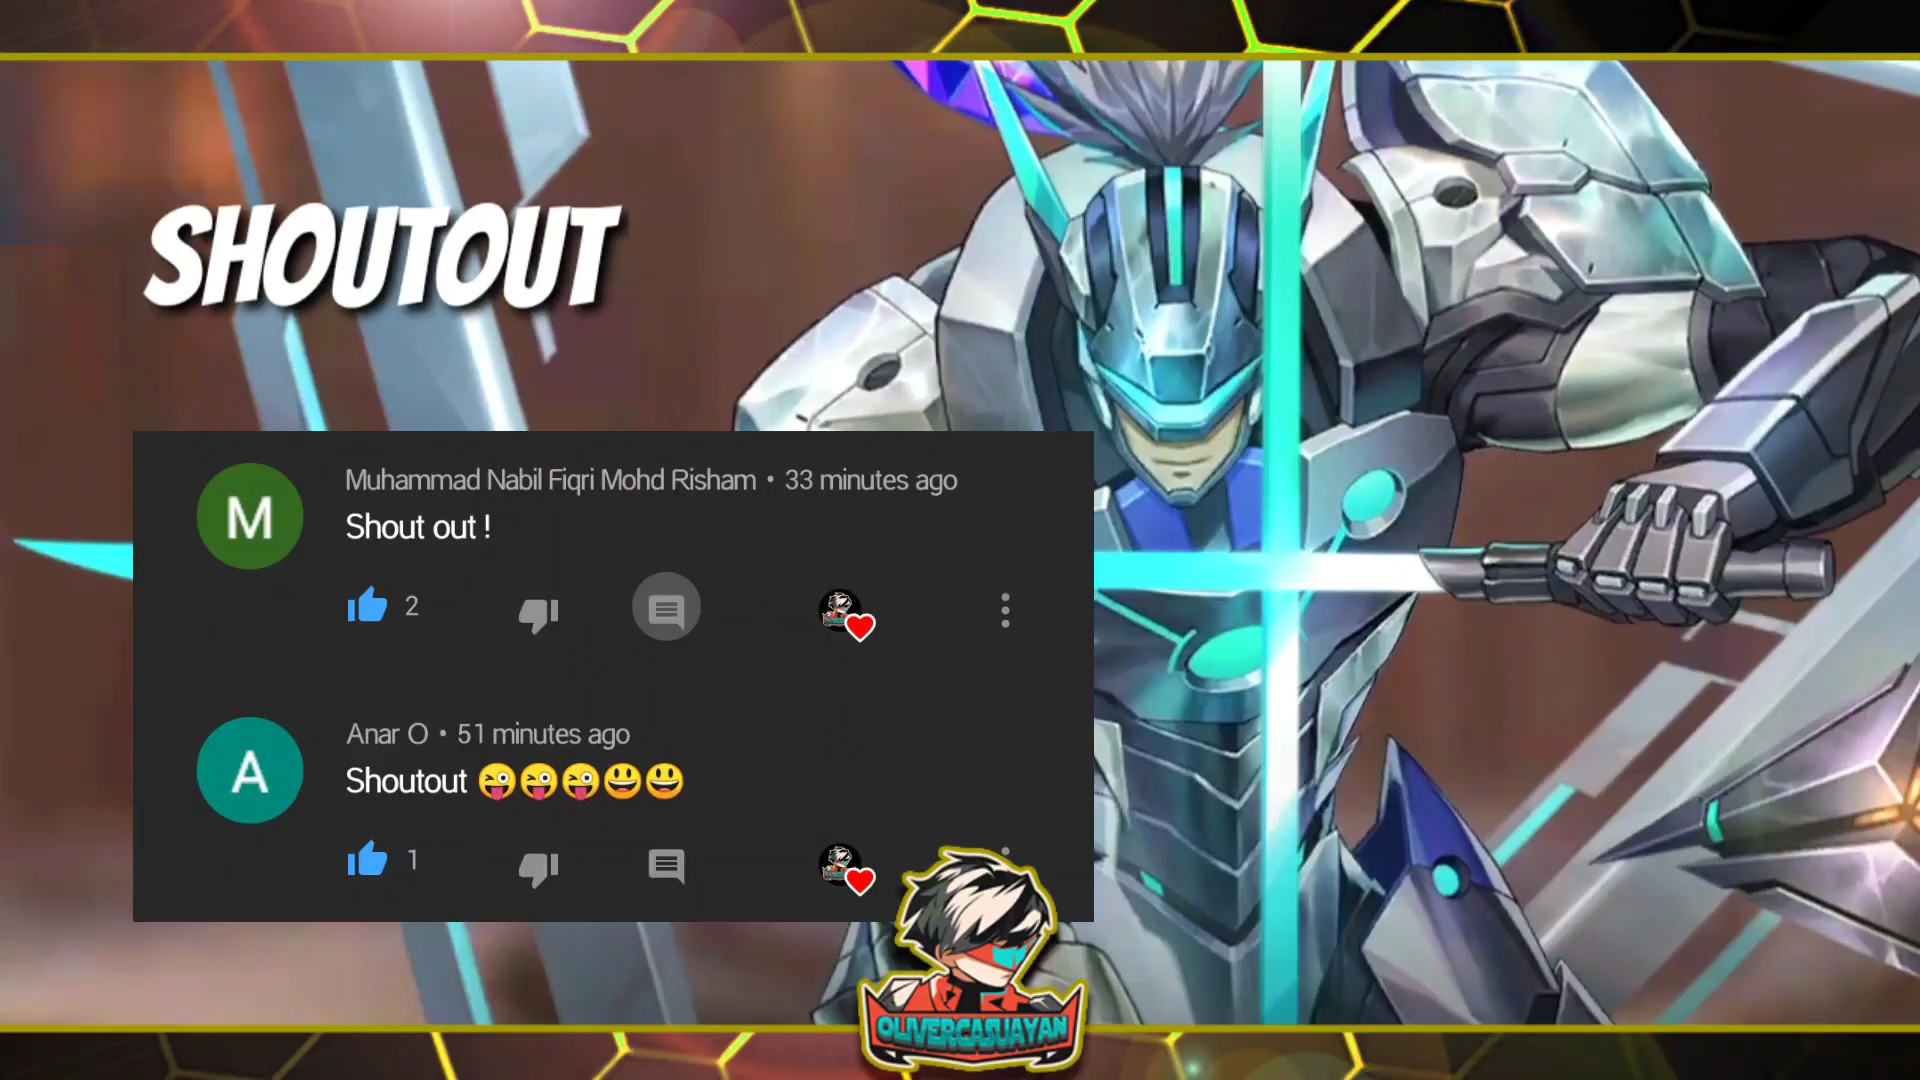 SHOUTOUT
M
Muhammad Nabil Fiqri Mohd Risham • 33 minutes ago
Shout out !
2
A
Anar O • 51 minutes ago
Shoutout 😜😜😜😃😃
1
OLIVERCASUAYAN